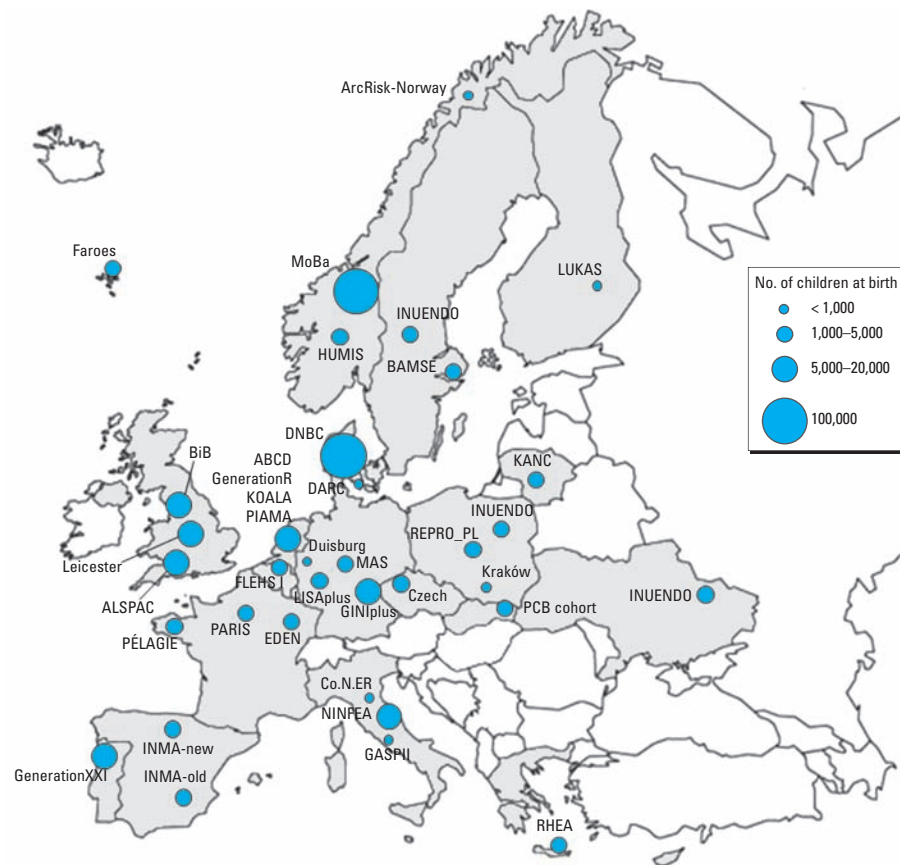 ArcRisk-Norway
Faroes
MoBa
LUKAS
No. of children at birth
< 1,000
1,000–5,000
5,000–20,000
100,000
INUENDO
HUMIS
BAMSE
DNBC
ABCD
GenerationR
KOALA
PIAMA
DARC
BiB
KANC
INUENDO
REPRO_PL
Leicester
Duisburg
MAS
Kraków
FLEHS I
LISAplus
Czech
ALSPAC
GINIplus
PCB cohort
INUENDO
PÉLAGIE
PARIS
EDEN
Co.N.ER
NINFEA
GASPII
INMA-new
GenerationXXI
INMA-old
RHEA